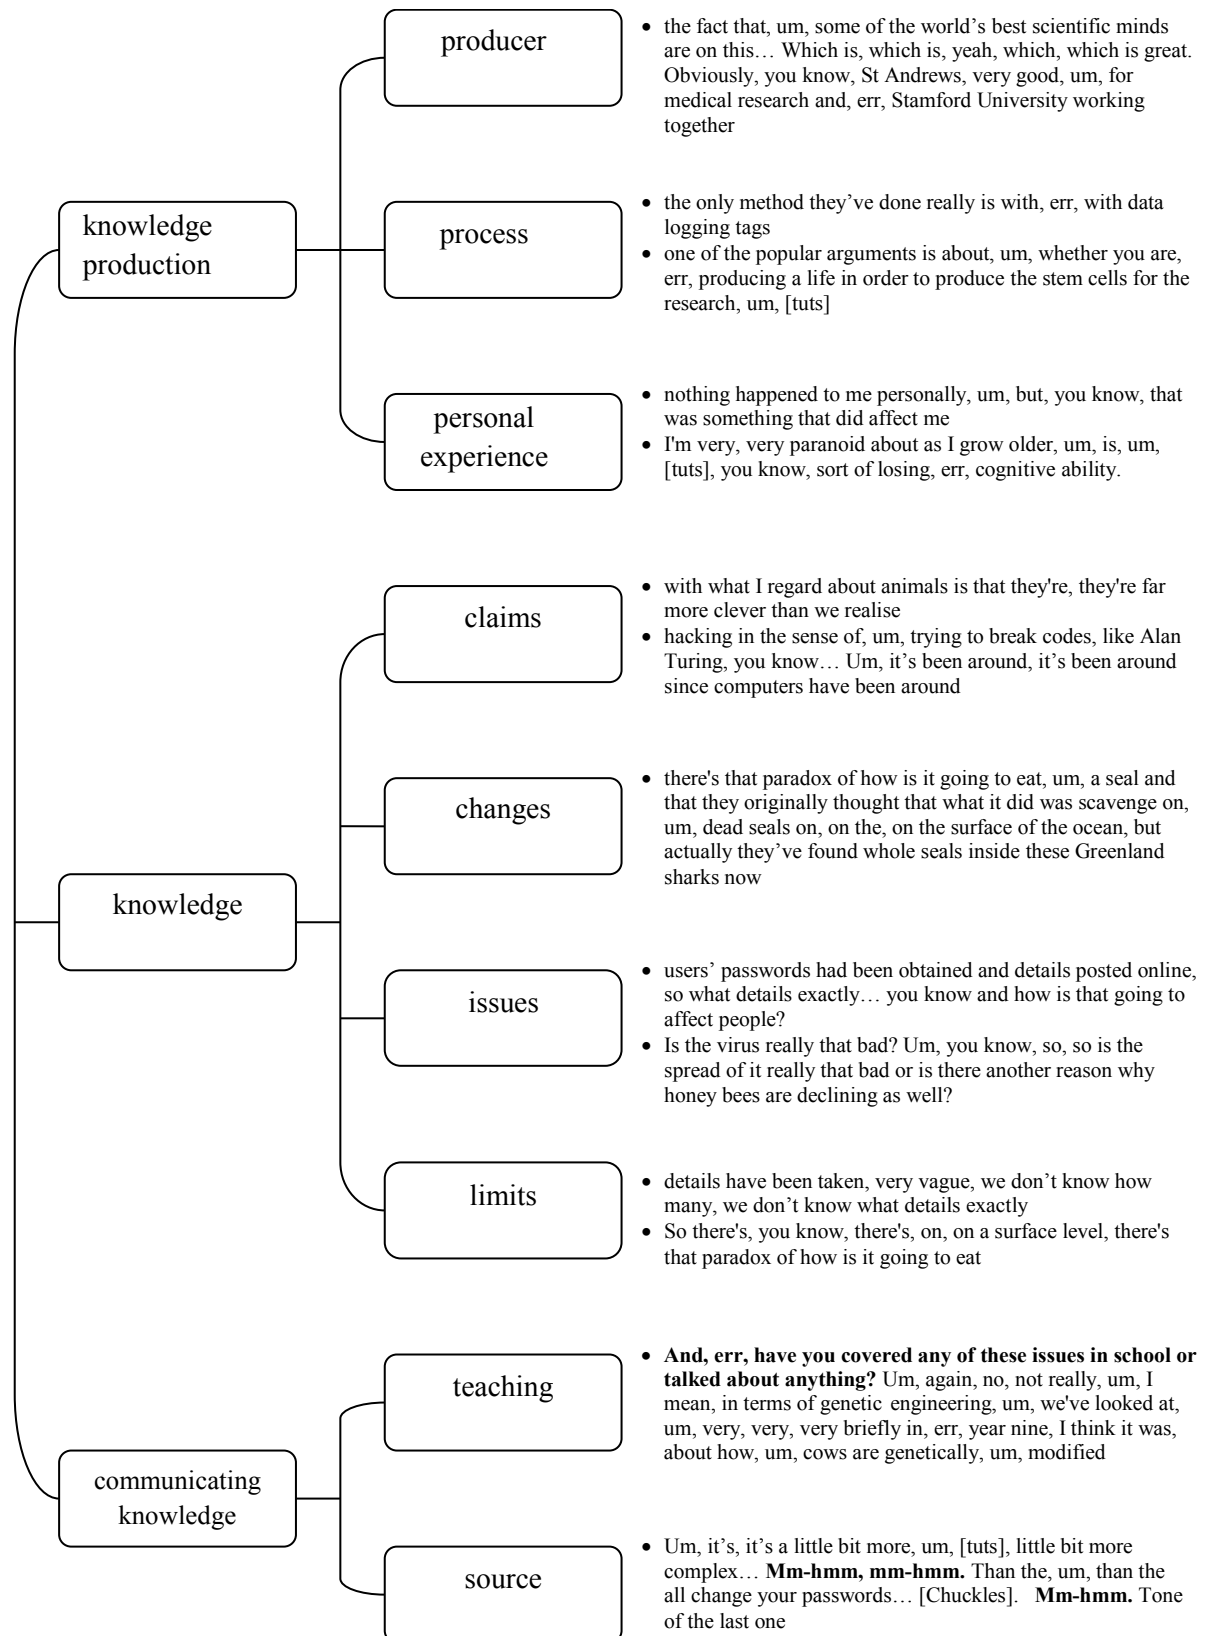 producer
• the fact that, um, some of the world's best scientific minds
are on this… Which is, which is, yeah, which, which is great.
Obviously, you know, St Andrews, very good, um, for
medical research and, err, Stamford University working
together
knowledge
production
process
• the only method they've done really is with, err, with data
logging tags
• one of the popular arguments is about, um, whether you are,
err, producing a life in order to produce the stem cells for the
research, um, [tuts]
personal
experience
• nothing happened to me personally, um, but, you know, that
was something that did affect me
• I'm very, very paranoid about as I grow older, um, is, um,
[tuts], you know, sort of losing, err, cognitive ability.
claims
• with what I regard about animals is that they're, they're far
more clever than we realise
• hacking in the sense of, um, trying to break codes, like Alan
Turing, you know… Um, it's been around, it's been around
since computers have been around
changes
• there's that paradox of how is it going to eat, um, a seal and
that they originally thought that what it did was scavenge on,
um, dead seals on, on the, on the surface of the ocean, but
actually they've found whole seals inside these Greenland
sharks now
knowledge
issues
• users' passwords had been obtained and details posted online,
so what details exactly… you know and how is that going to
affect people?
• Is the virus really that bad? Um, you know, so, so is the
spread of it really that bad or is there another reason why
honey bees are declining as well?
limits
• details have been taken, very vague, we don't know how
many, we don't know what details exactly
• So there's, you know, there's, on, on a surface level, there's
that paradox of how is it going to eat
teaching
• And, err, have you covered any of these issues in school or
talked about anything? Um, again, no, not really, um, I
mean, in terms of genetic engineering, um, we've looked at,
um, very, very, very briefly in, err, year nine, I think it was,
about how, um, cows are genetically, um, modified
communicating
knowledge
source
• Um, it's, it's a little bit more, um, [tuts], little bit more
complex… Mm-hmm, mm-hmm. Than the, um, than the
all change your passwords… [Chuckles]. Mm-hmm. Tone
of the last one